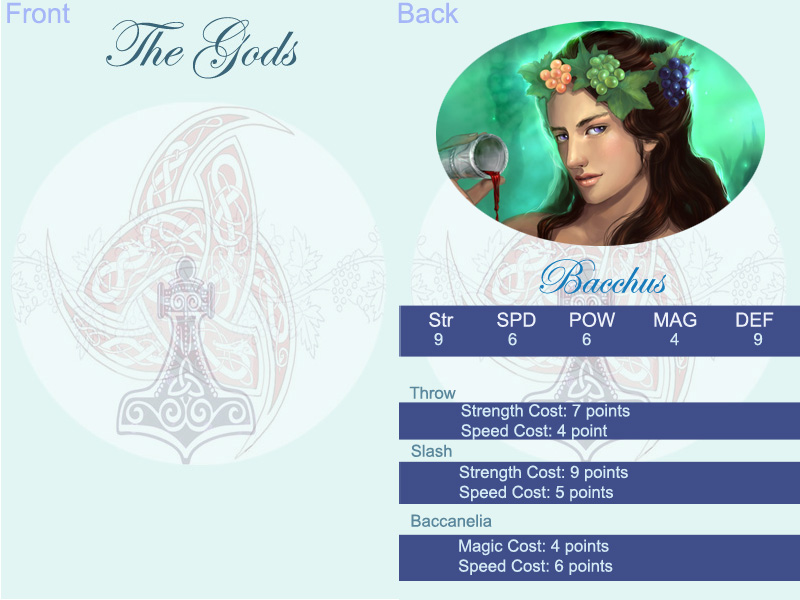 Front
The Gods
Back
Bacchus
Str SPD POW MAG DEF
9 6 6 4 9
Throw
Strength Cost: 7 points
Speed Cost: 4 point
Slash
Strength Cost: 9 points
Speed Cost: 5 points
Baccanelia
Magic Cost: 4 points
Speed Cost: 6 points